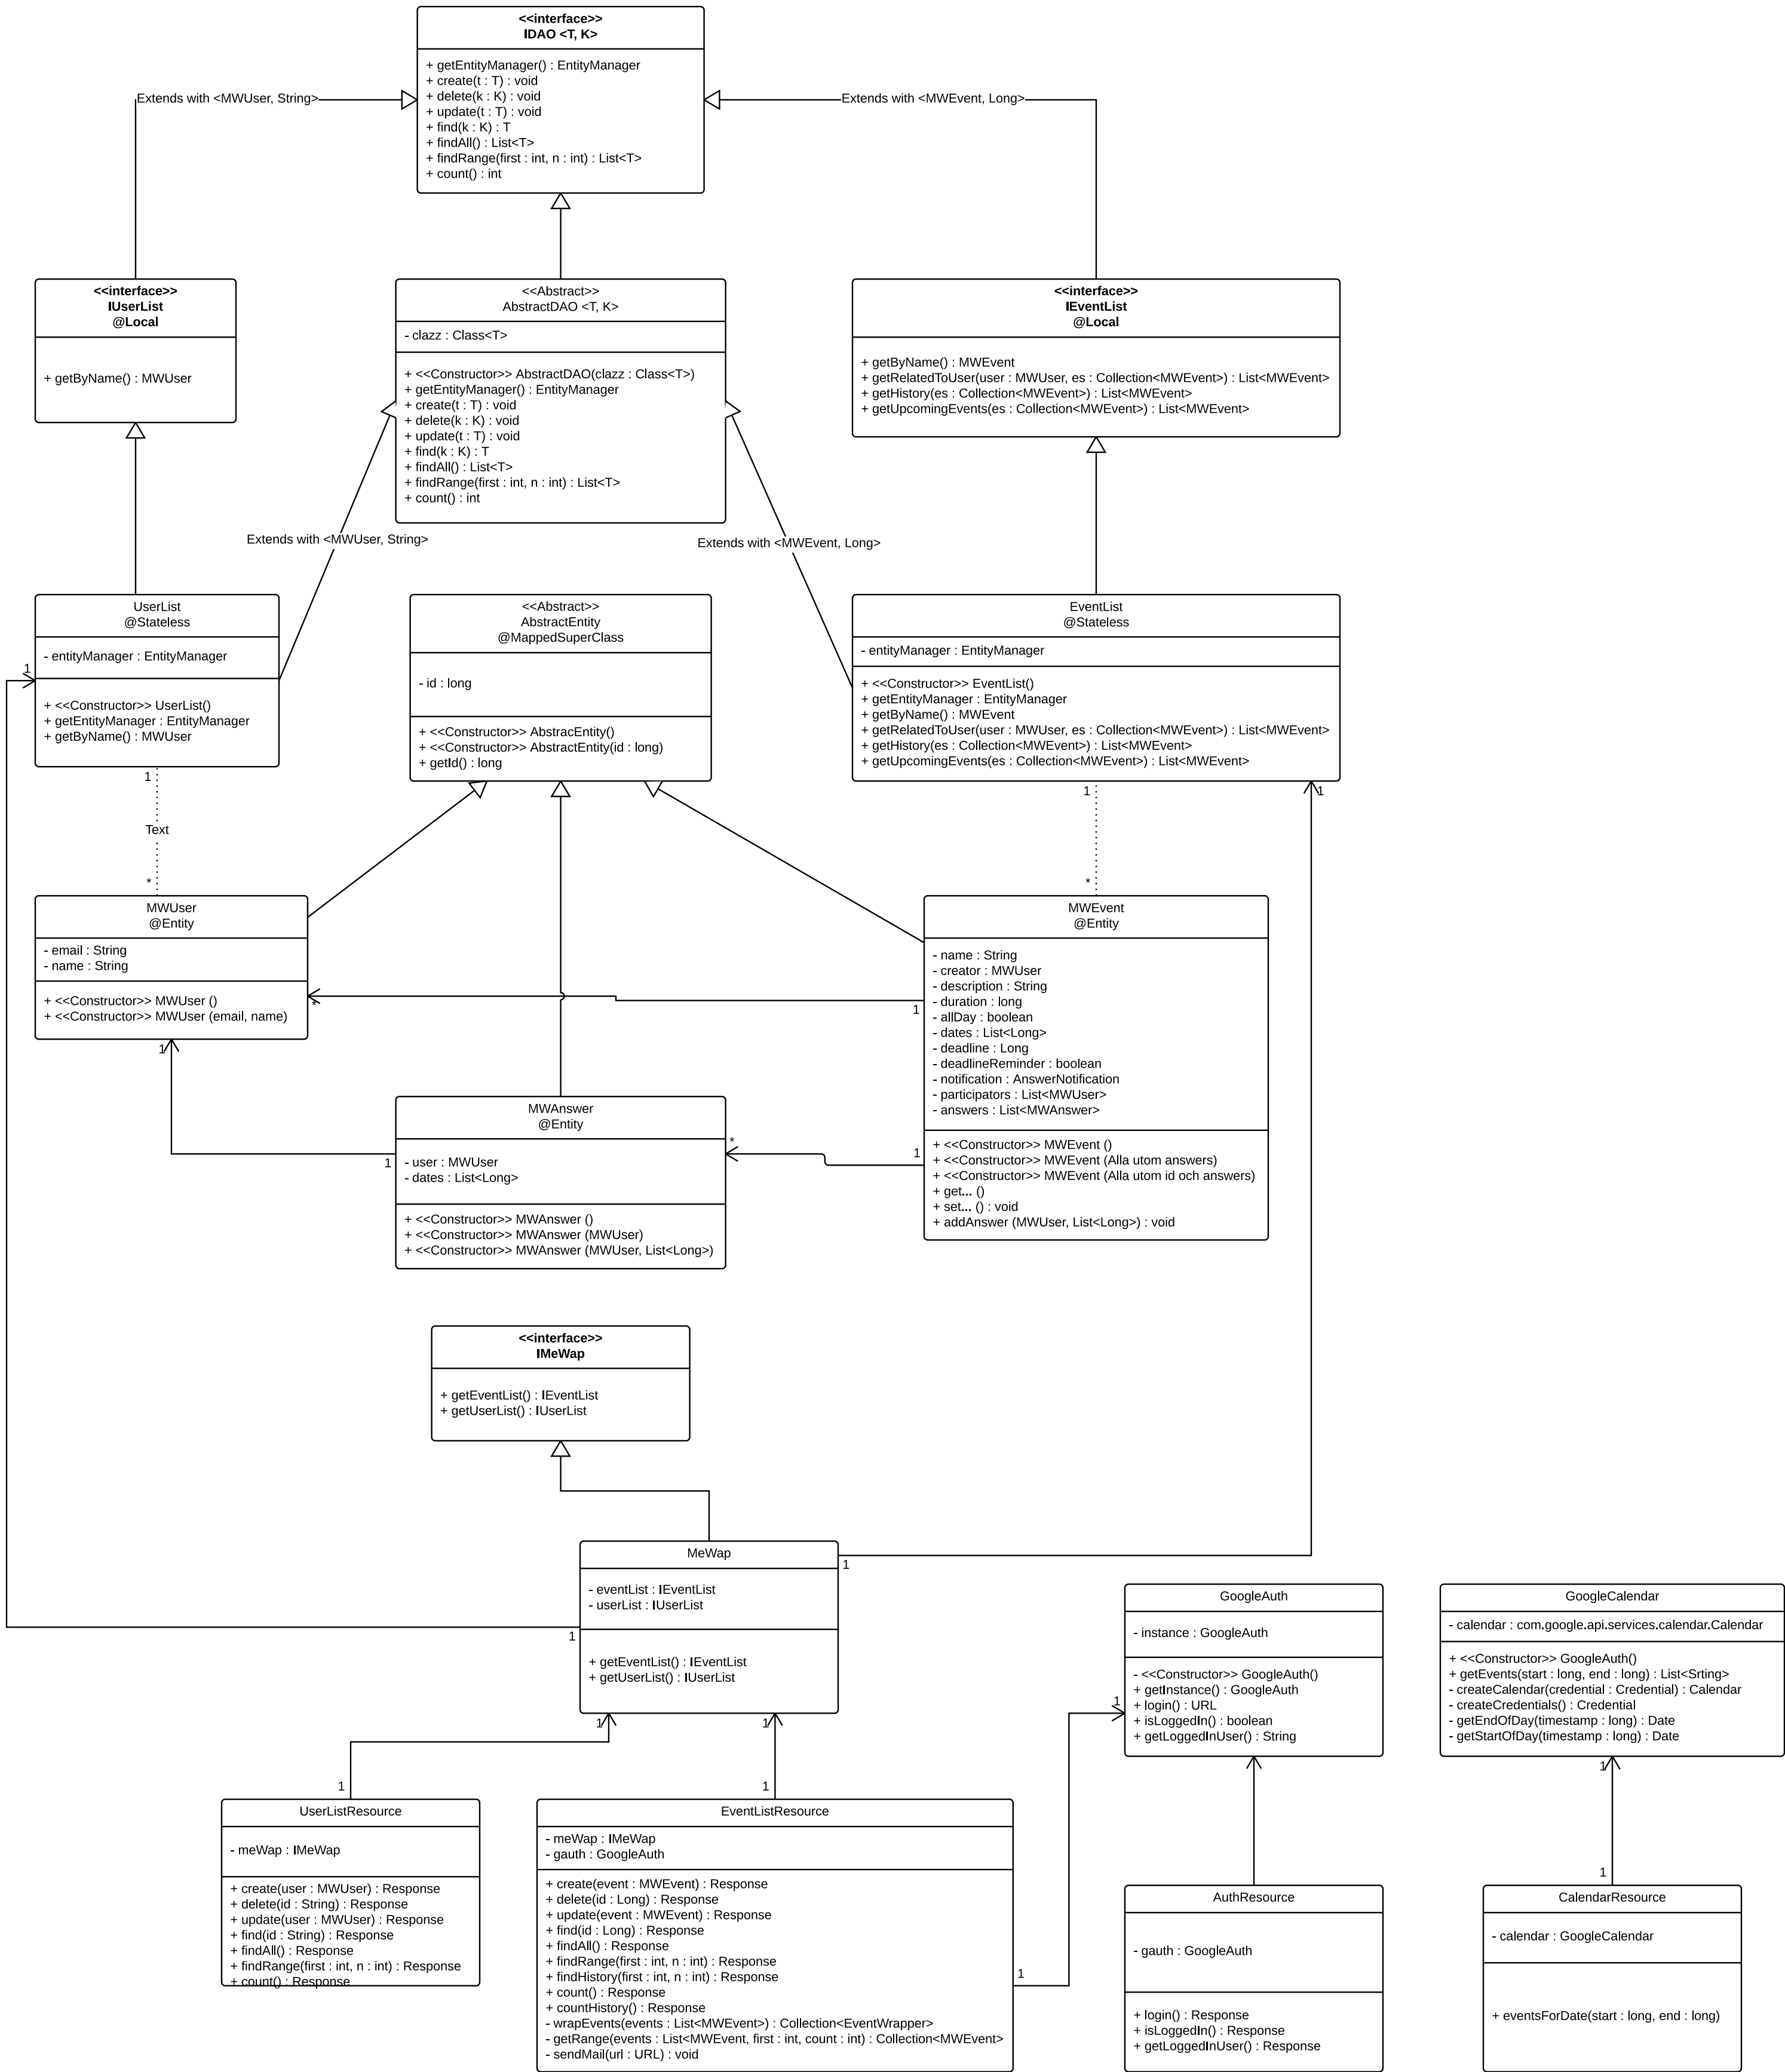 <<interface>>
IDAO <T, K>
+ getEntityManager() : EntityManager
+ create(t : T) : void
+ delete(k : K) : void
+ update(t : T) : void
+ find(k : K) : T
+ findAll() : List<T>
+ findRange(first : int, n : int) : List<T>
+ count() : int
Extends with <MWUser, String>
Extends with <MWEvent, Long>
<<interface>>
IUserList
@Local
+ getByName() : MWUser
<<Abstract>>
AbstractDAO <T, K>
- clazz : Class<T>
+ <<Constructor>> AbstractDAO(clazz : Class<T>)
+ getEntityManager() : EntityManager
+ create(t : T) : void
+ delete(k : K) : void
+ update(t : T) : void
+ find(k : K) : T
+ findAll() : List<T>
+ findRange(first : int, n : int) : List<T>
+ count() : int
<<interface>>
IEventList
@Local
+ getByName() : MWEvent
+ getRelatedToUser(user : MWUser, es : Collection<MWEvent>) : List<MWEvent>
+ getHistory(es : Collection<MWEvent>) : List<MWEvent>
+ getUpcomingEvents(es : Collection<MWEvent>) : List<MWEvent>
Extends with <MWUser, String>
Extends with <MWEvent, Long>
UserList
@Stateless
- entityManager : EntityManager
+ <<Constructor>> UserList()
+ getEntityManager : EntityManager
+ getByName() : MWUser
1
1
Text
*
<<Abstract>>
AbstractEntity
@MappedSuperClass
- id : long
+ <<Constructor>> AbstracEntity()
+ <<Constructor>> AbstractEntity(id : long)
+ getId() : long
EventList
@Stateless
- entityManager : EntityManager
+ <<Constructor>> EventList()
+ getEntityManager : EntityManager
+ getByName() : MWEvent
+ getRelatedToUser(user : MWUser, es : Collection<MWEvent>) : List<MWEvent>
+ getHistory(es : Collection<MWEvent>) : List<MWEvent>
+ getUpcomingEvents(es : Collection<MWEvent>) : List<MWEvent>
1
1
*
MWUser
@Entity
- email : String
- name : String
+ <<Constructor>> MWUser ()
+ <<Constructor>> MWUser (email, name)
*
1
1
MWEvent
@Entity
- name : String
- creator : MWUser
- description : String
- duration : long
- allDay : boolean
- dates : List<Long>
- deadline : Long
- deadlineReminder : boolean
- notification : AnswerNotification
- participators : List<MWUser>
- answers : List<MWAnswer>
+ <<Constructor>> MWEvent ()
+ <<Constructor>> MWEvent (Alla utom answers)
+ <<Constructor>> MWEvent (Alla utom id och answers)
+ get... ()
+ set... () : void
+ addAnswer (MWUser, List<Long>) : void
MWAnswer
@Entity
- user : MWUser
- dates : List<Long>
+ <<Constructor>> MWAnswer ()
+ <<Constructor>> MWAnswer (MWUser)
+ <<Constructor>> MWAnswer (MWUser, List<Long>)
1
*
1
<<interface>>
IMeWap
+ getEventList() : IEventList
+ getUserList() : IUserList
MeWap
- eventList : IEventList
- userList : IUserList
+ getEventList() : IEventList
+ getUserList() : IUserList
1
1
1
1
GoogleAuth
- instance : GoogleAuth
- <<Constructor>> GoogleAuth()
+ getInstance() : GoogleAuth
+ login() : URL
+ isLoggedIn() : boolean
+ getLoggedInUser() : String
1
GoogleCalendar
- calendar : com.google.api.services.calendar.Calendar
+ <<Constructor>> GoogleAuth()
+ getEvents(start : long, end : long) : List<Srting>
- createCalendar(credential : Credential) : Calendar
- createCredentials() : Credential
- getEndOfDay(timestamp : long) : Date
- getStartOfDay(timestamp : long) : Date
1
1
1
UserListResource
- meWap : IMeWap
+ create(user : MWUser) : Response
+ delete(id : String) : Response
+ update(user : MWUser) : Response
+ find(id : String) : Response
+ findAll() : Response
+ findRange(first : int, n : int) : Response
+ count() : Response
EventListResource
- meWap : IMeWap
- gauth : GoogleAuth
+ create(event : MWEvent) : Response
+ delete(id : Long) : Response
+ update(event : MWEvent) : Response
+ find(id : Long) : Response
+ findAll() : Response
+ findRange(first : int, n : int) : Response
+ findHistory(first : int, n : int) : Response
+ count() : Response
+ countHistory() : Response
- wrapEvents(events : List<MWEvent>) : Collection<EventWrapper>
- getRange(events : List<MWEvent, first : int, count : int) : Collection<MWEvent>
- sendMail(url : URL) : void
1
AuthResource
- gauth : GoogleAuth
+ login() : Response
+ isLoggedIn() : Response
+ getLoggedInUser() : Response
1
CalendarResource
- calendar : GoogleCalendar
+ eventsForDate(start : long, end : long)